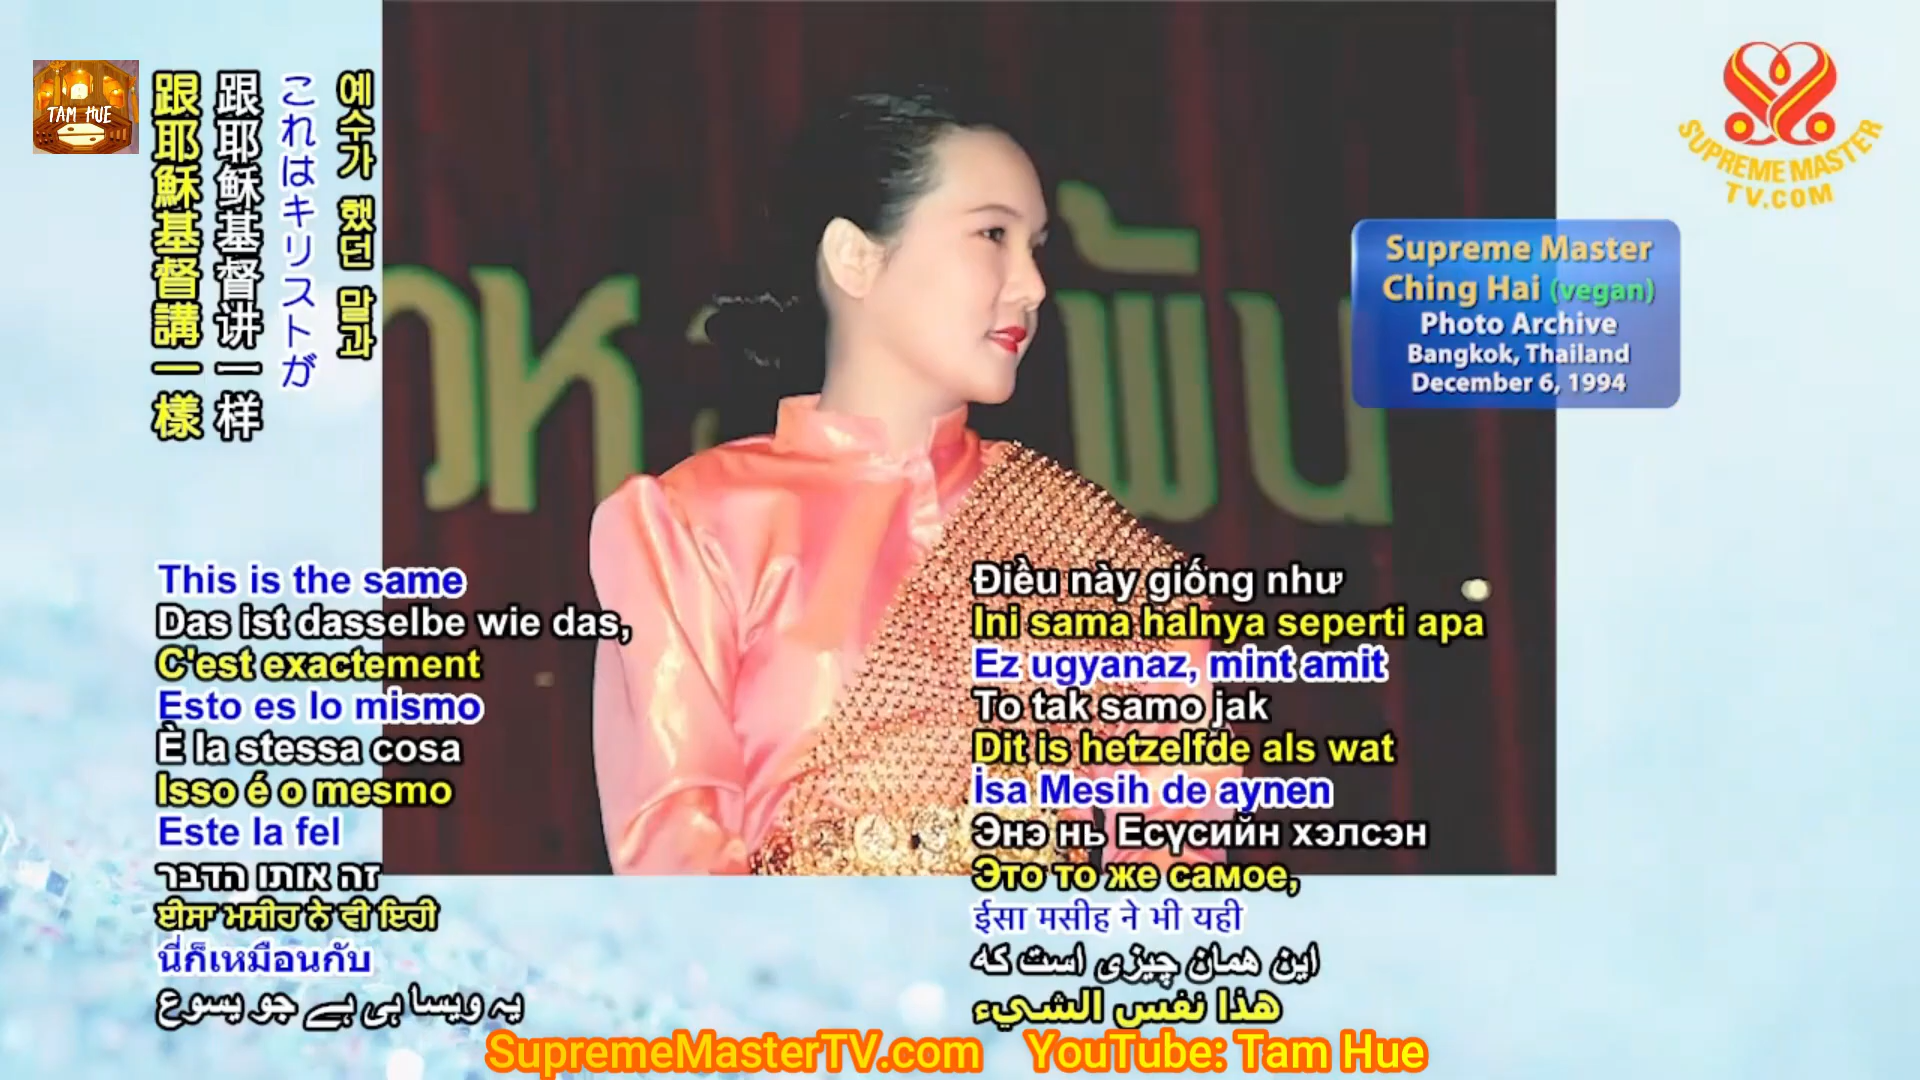 TAM HUE
跟耶穌基督講一樣
跟耶稣基督讲一样
これはキリストが
예수가 했던 말과
SUPREME MASTER
TV.COM
Supreme Master
Ching Hai (vegan)
Photo Archive
Bangkok, Thailand
December 6, 1994
This is the same
Das ist dasselbe wie das,
C'est exactement
Esto es lo mismo
È la stessa cosa
Isso é o mesmo
Este la fel
זה אותו הדבר
ਈਸਾ ਮਸੀਹ ਨੇ ਵੀ ਇਹੀ
นี่ก็เหมือนกับ
یہ ویسا ہی ہے جو یسوع
Điều này giống như
Ini sama halnya seperti apa
Ez ugyanaz, mint amit
To tak samo jak
Dit is hetzelfde als wat
İsa Mesih de aynen
Энэ нь Есүсийн хэлсэн
Это то же самое,
ईसा मसीह ने भी यही
این همان چیزی است که
هذا نفس الشيء
SupremeMasterTV.com YouTube: Tam Hue